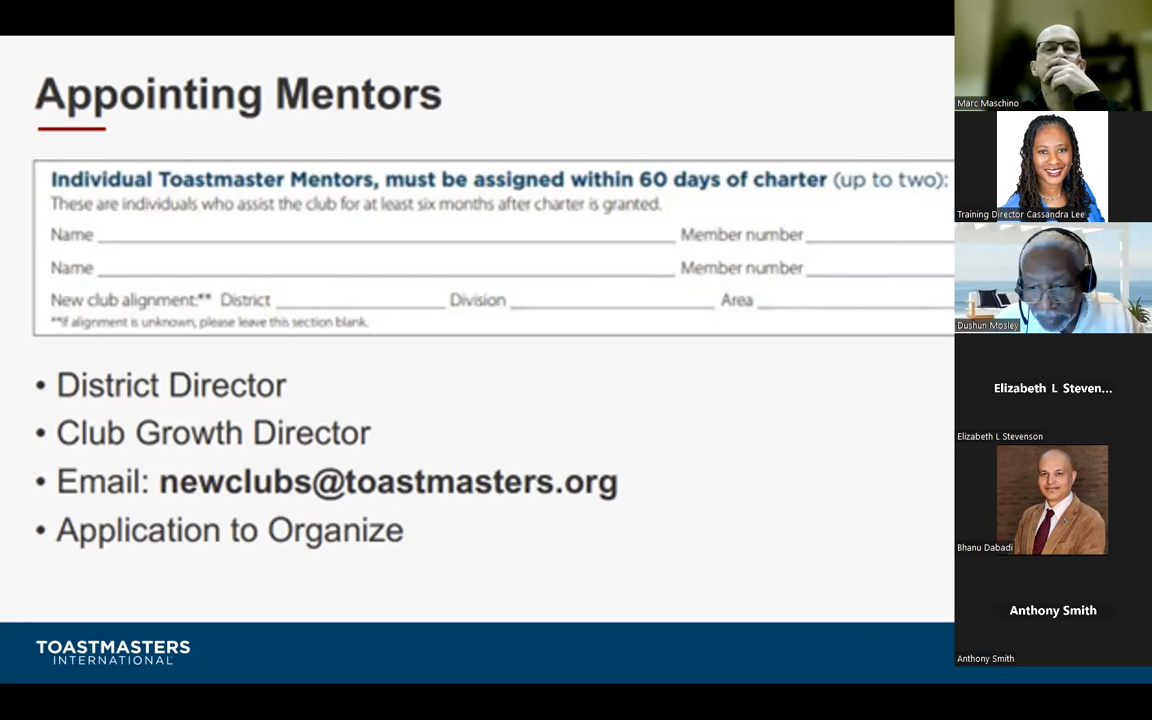 Appointing Mentors
Individual Toastmaster Mentors, must be assigned within 60 days of charter (up to two):
These are individuals who assist the club for at least six months after charter is granted.
Name Member number
Name Member number
New club alignment:** District Division Area
**If alignment is unknown, please leave this section blank.
• District Director
• Club Growth Director
• Email: newclubs@toastmasters.org
• Application to Organize
TOASTMASTERS
INTERNATIONAL
Marc Maschino
Training Director Cassandra Lee
Dushun Mosley
Elizabeth L Steven...
Elizabeth L Stevenson
Bhanu Dabadi
Anthony Smith
Anthony Smith